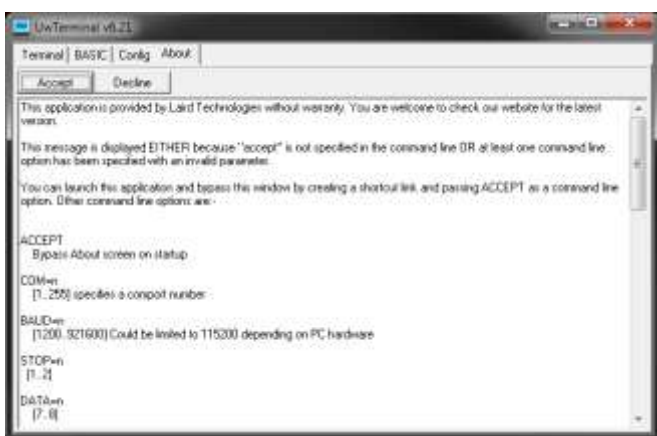 UwTerminal v6.21
Terminal BASIC Config About
Accept Decline
This application is provided by Laird Technologies without warranty. You are welcome to check our website for the latest
version.
This message is displayed EITHER because "accept" is not specified in the command line OR at least one command line
option has been specified with an invalid parameter.
You can launch this application and bypass this window by creating a shortcut link and passing ACCEPT as a command line
option. Other command line options are:-
ACCEPT
Bypass About screen on startup
COM=n
[1..255] specifies a comport number
BAUD=n
[1200..921600] Could be limited to 115200 depending on PC hardware
STOP=n
[1..2]
DATA=n
[7..8]